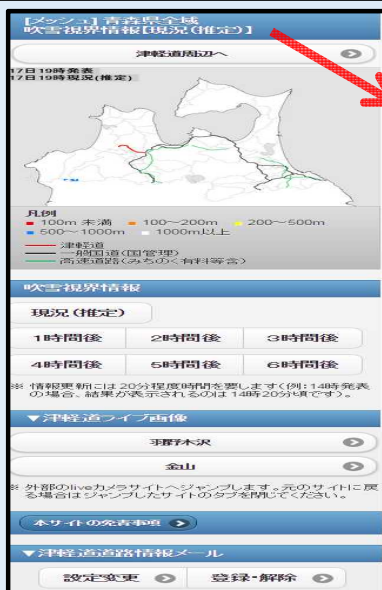 [メッシュ] 青森県全域
吹雪視界情報【現況(推定)】
津軽道周辺へ
17日19時発表
17日19時現況(推定)
凡例
100m 未満 100～200m 200～500m
500～1000m 1000m以上
津軽道
一般国道(国管理)
高速道路(みちのく有料等含)
吹雪視界情報
現況 (推定)
1時間後 2時間後 3時間後
4時間後 5時間後 6時間後
※ 情報更新には20分程度時間を要します(例：14時発表
の場合、結果が表示されるのは14時20分頃です)。
▼津軽道ライブ画像
羽野木沢
金山
※ 外部のliveカメラサイトへジャンプします。元のサイトに戻
る場合はジャンプしたサイトのタブを閉じてください。
本サイトの免責事項
▼津軽道道路情報メール
設定変更 登録・解除